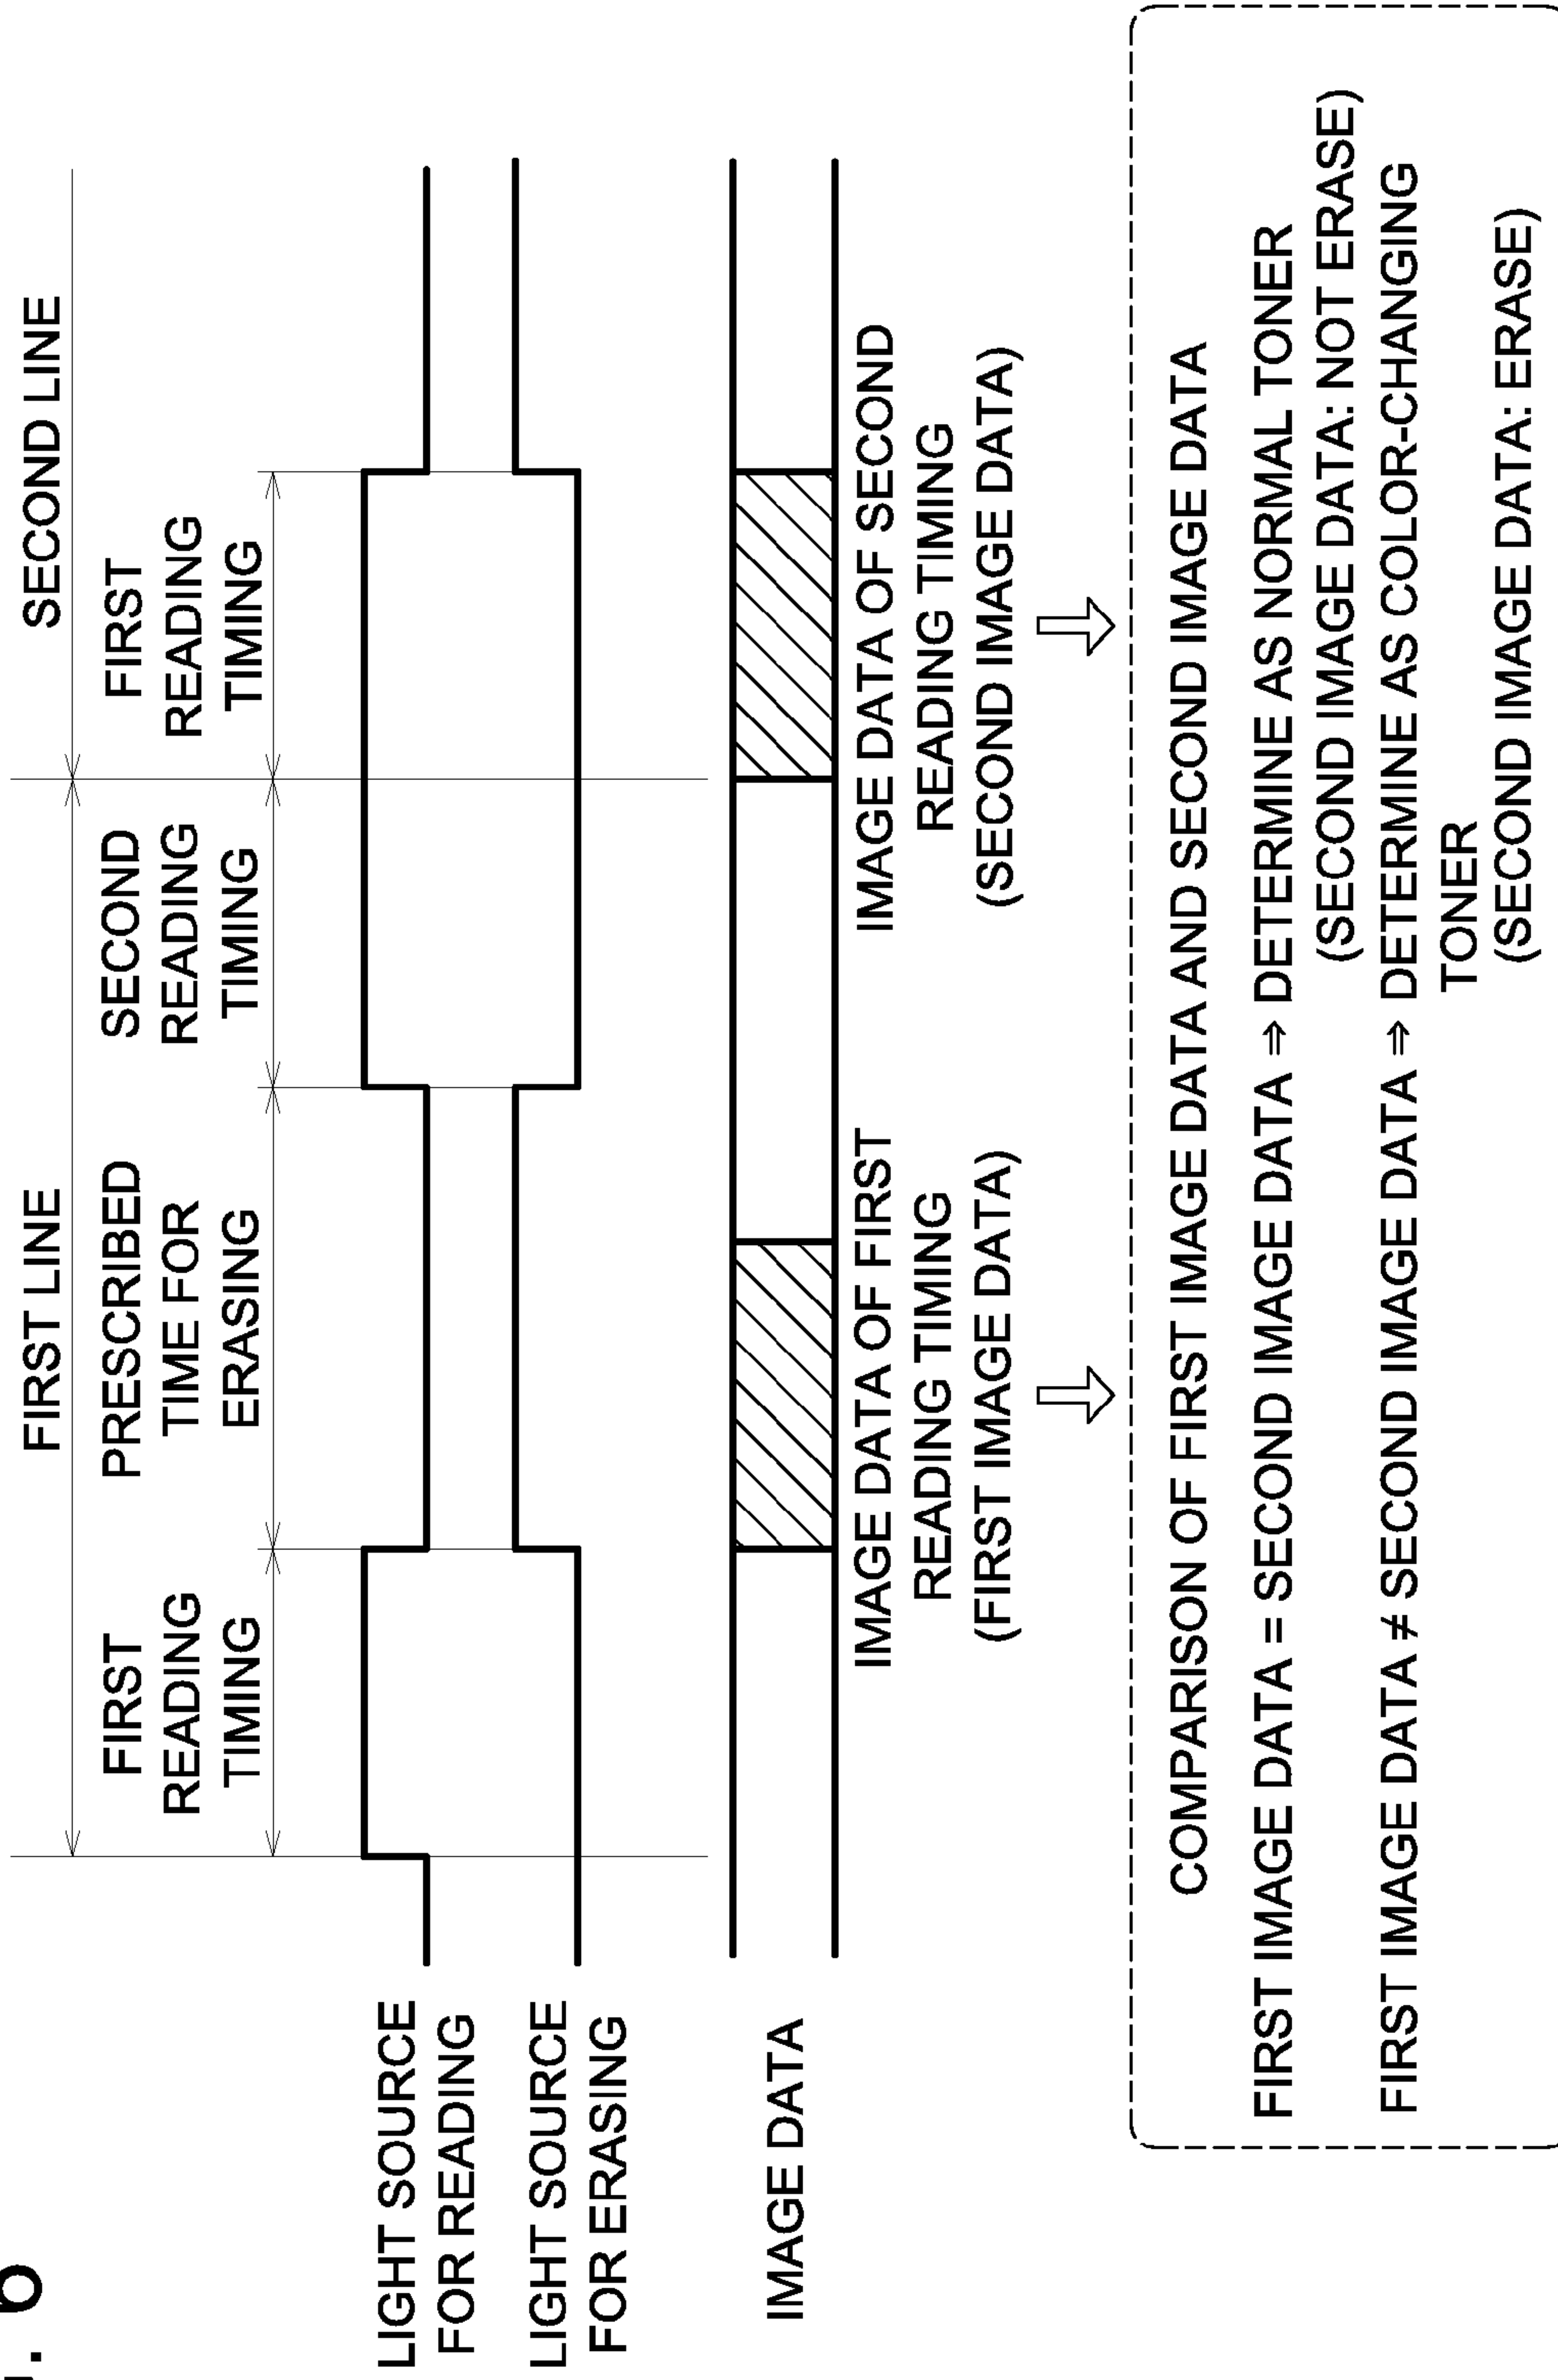 SECOND LINE
FIRST LINE
FIRST
READING
TIMING
PRESCRIBED
TIME FOR
ERASING
SECOND
READING
TIMING
FIRST
READING
TIMING
LIGHT SOURCE
FOR READING
LIGHT SOURCE
FOR ERASING
IMAGE DATA
IMAGE DATA OF FIRST
READING TIMING
(FIRST IMAGE DATA)
IMAGE DATA OF SECOND
READING TIMING
(SECOND IMAGE DATA)
COMPARISON OF FIRST IMAGE DATA AND SECOND IMAGE DATA
FIRST IMAGE DATA = SECOND IMAGE DATA ⇒ DETERMINE AS NORMAL TONER
(SECOND IMAGE DATA: NOT ERASE)
FIRST IMAGE DATA ≠ SECOND IMAGE DATA ⇒ DETERMINE AS COLOR-CHANGING
TONER
(SECOND IMAGE DATA: ERASE)